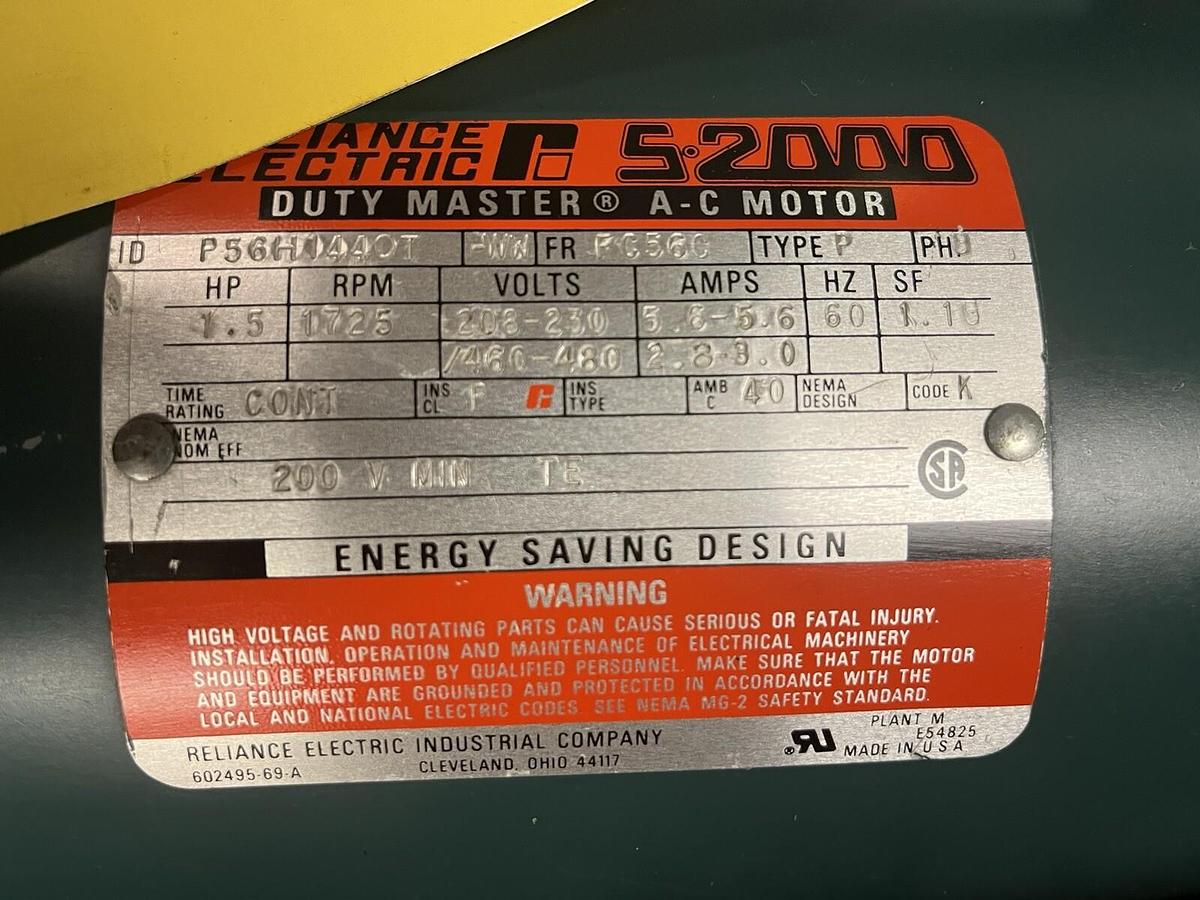 LIANCE
ELECTRIC S-2000
DUTY MASTER® A-C MOTOR
ID FR TYPE P PH.
HP RPM VOLTS AMPS HZ SF
1.5 1725 208-230 5.8-5.6 60
/460-480 2.8-3.0
TIME RATING CONT INS CL F INS TYPE AMB C 40 NEMA DESIGN CODE K
NEMA NOM EFF
200 V MIN TE
SA
ENERGY SAVING DESIGN
WARNING
HIGH VOLTAGE AND ROTATING PARTS CAN CAUSE SERIOUS OR FATAL INJURY.
INSTALLATION, OPERATION AND MAINTENANCE OF ELECTRICAL MACHINERY
SHOULD BE PERFORMED BY QUALIFIED PERSONNEL. MAKE SURE THAT THE MOTOR
AND EQUIPMENT ARE GROUNDED AND PROTECTED IN ACCORDANCE WITH THE
LOCAL AND NATIONAL ELECTRIC CODES. SEE NEMA MG-2 SAFETY STANDARD.
RELIANCE ELECTRIC INDUSTRIAL COMPANY PLANT M
602495-69-A CLEVELAND, OHIO 44117 E54825
MADE IN U S A